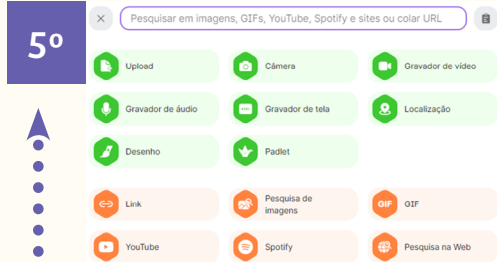 5º
Pesquisar em imagens, GIFs, YouTube, Spotify e sites ou colar URL
Upload
Câmera
Gravador de vídeo
Gravador de áudio
Gravador de tela
Localização
Desenho
Padlet
Link
Pesquisa de
imagens
GIF
GIF
YouTube
Spotify
Pesquisa na Web